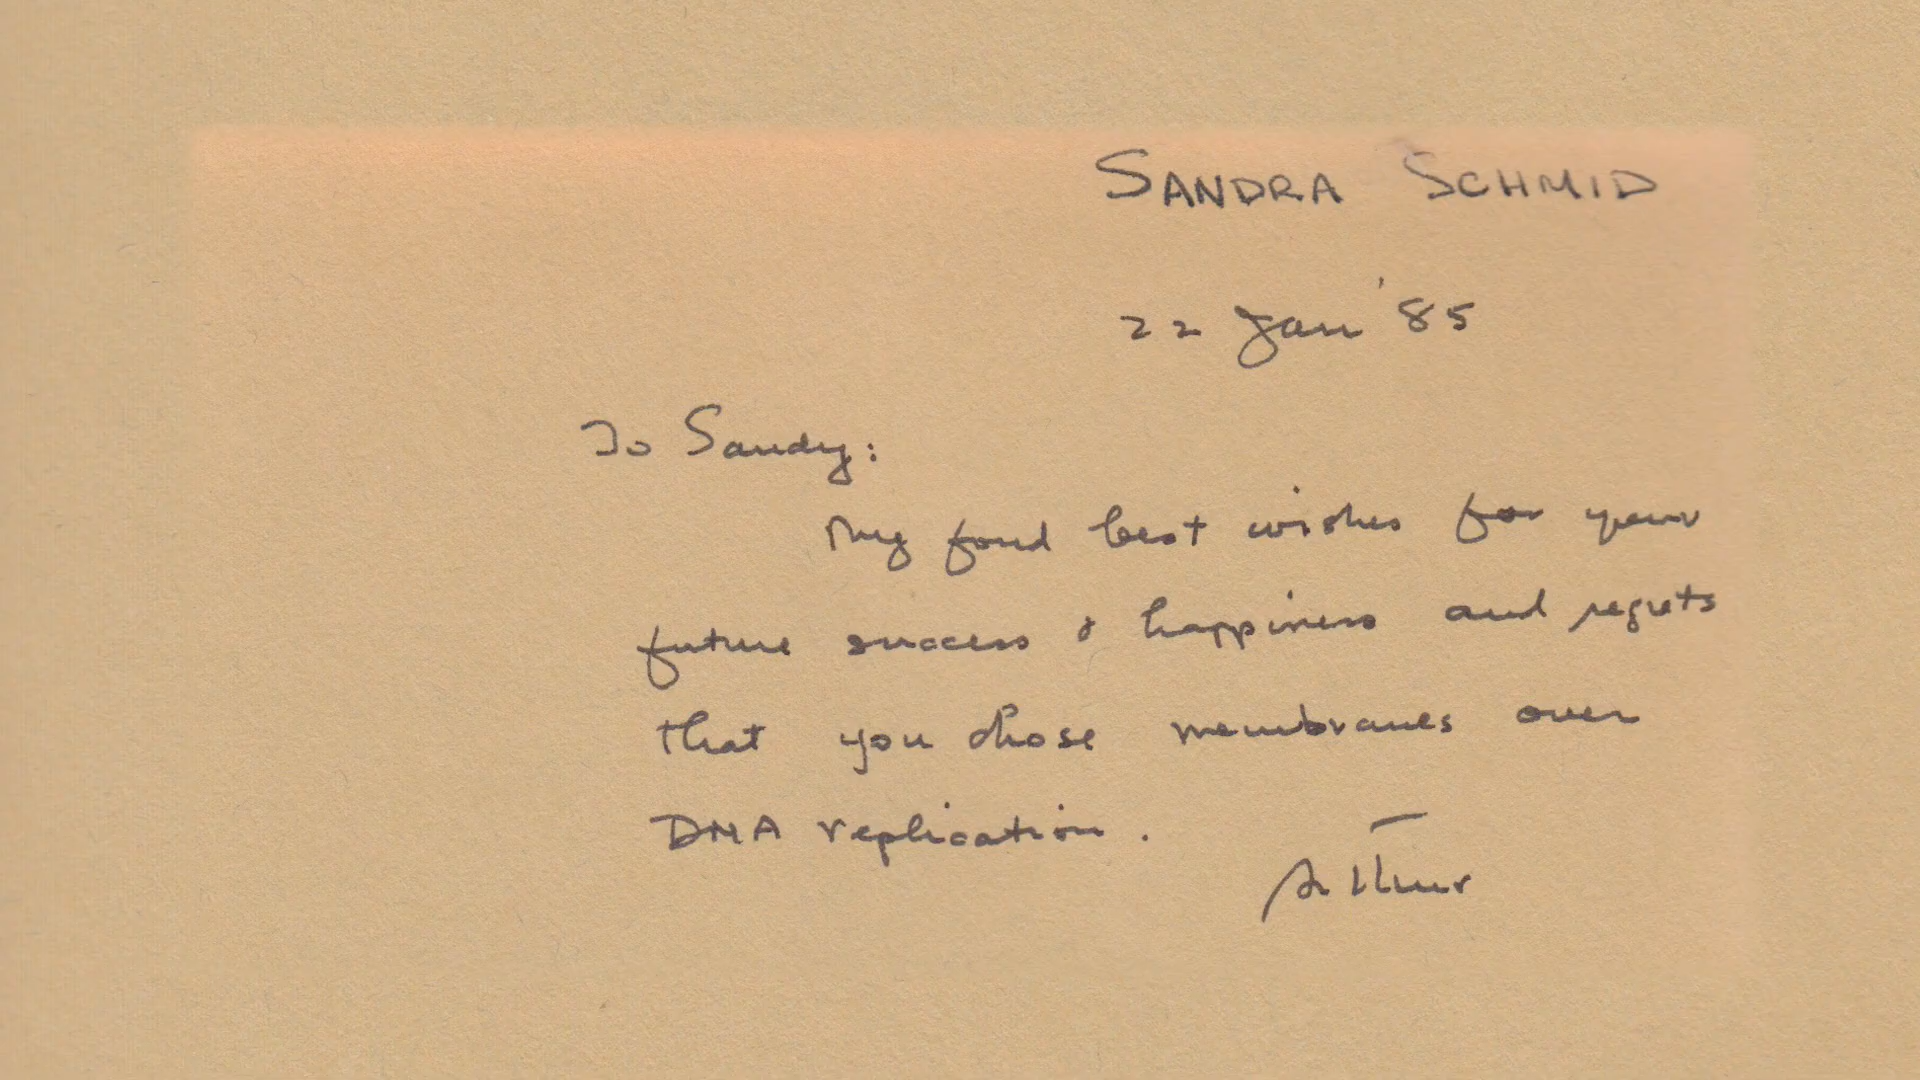 SANDRA SCHMID
22 Jan '85
To Sandy:
My fond best wishes for your
future success & happiness and regrets
that you chose membranes over
DNA replication.
Arthur